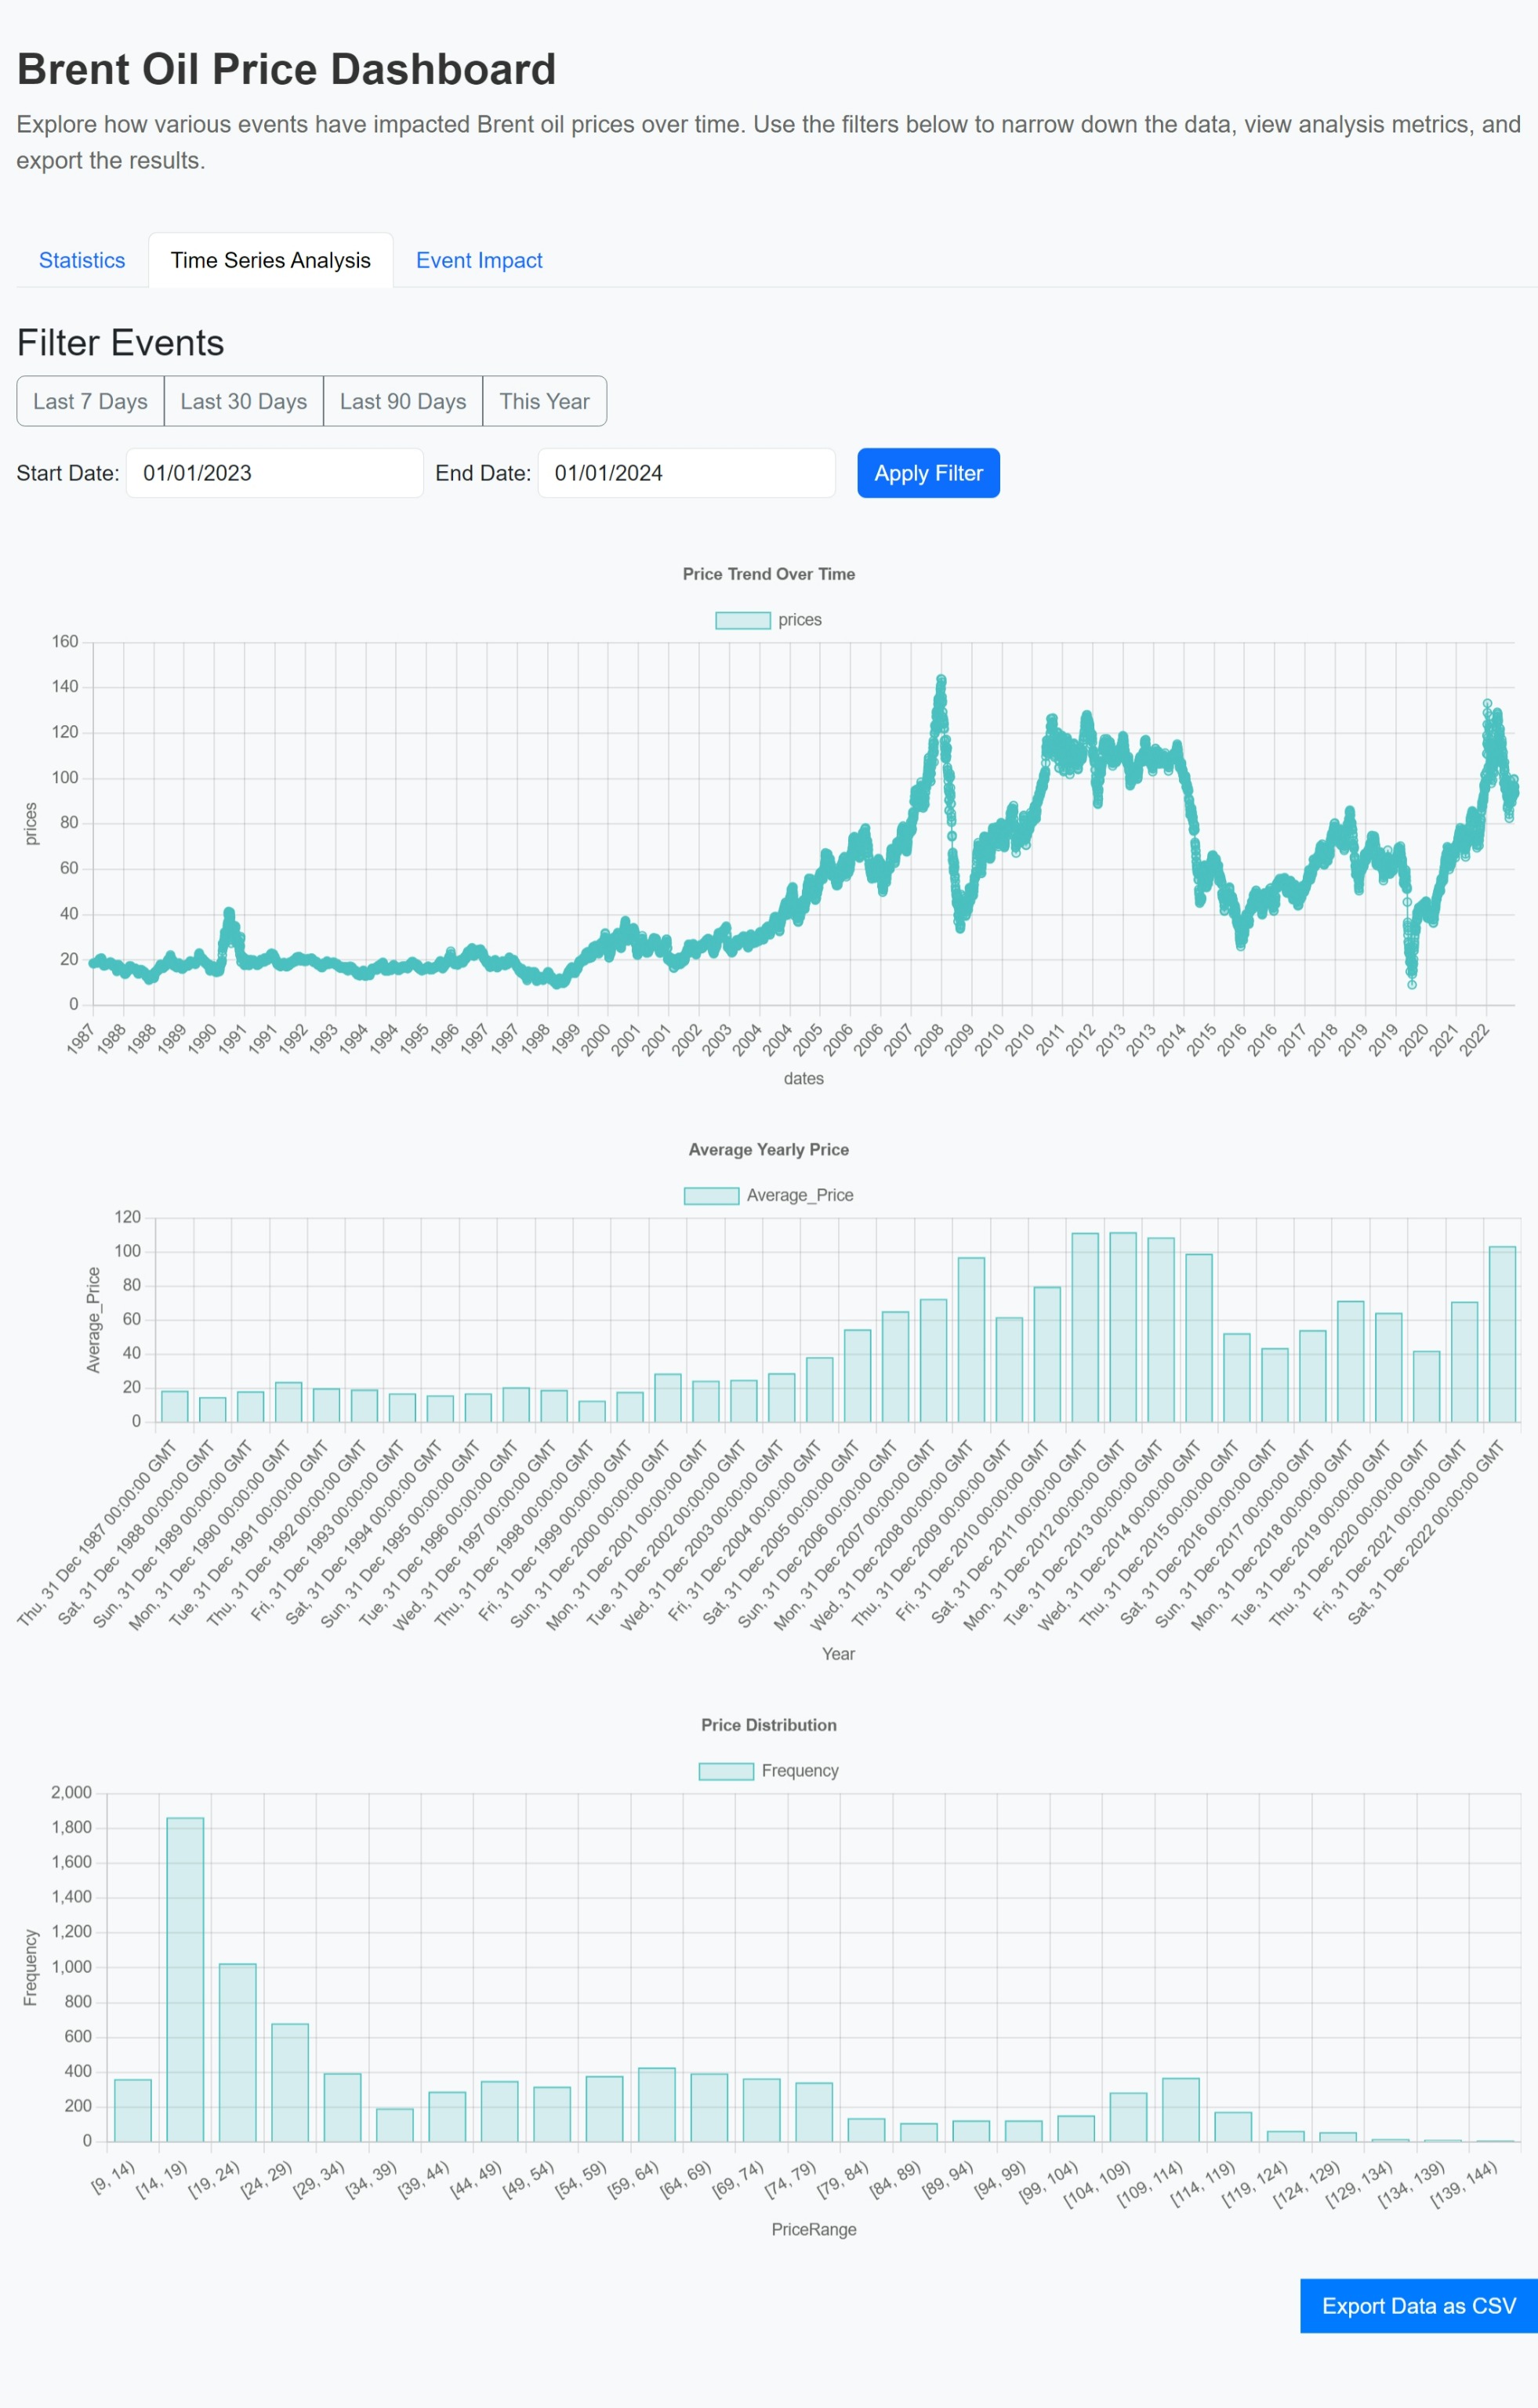 Brent Oil Price Dashboard
Explore how various events have impacted Brent oil prices over time. Use the filters below to narrow down the data, view analysis metrics, and
export the results.
Statistics
Time Series Analysis
Event Impact
Filter Events
Last 7 Days
Last 30 Days
Last 90 Days
This Year
Start Date:
01/01/2023
End Date:
01/01/2024
Apply Filter
Price Trend Over Time
prices
160
140
120
100
80
60
40
20
0
prices
1987
1988
1988
1989
1990
1991
1991
1992
1993
1994
1994
1995
1996
1997
1997
1998
1999
2000
2001
2001
2002
2003
2004
2004
2005
2006
2006
2007
2008
2009
2010
2010
2011
2012
2013
2013
2014
2015
2016
2016
2017
2018
2019
2019
2020
2021
2022
dates
Average Yearly Price
Average_Price
120
100
80
60
40
20
0
Average_Price
Thu, 31 Dec 1987 00:00:00 GMT
Sat, 31 Dec 1988 00:00:00 GMT
Sun, 31 Dec 1989 00:00:00 GMT
Mon, 31 Dec 1990 00:00:00 GMT
Tue, 31 Dec 1991 00:00:00 GMT
Thu, 31 Dec 1992 00:00:00 GMT
Fri, 31 Dec 1993 00:00:00 GMT
Sat, 31 Dec 1994 00:00:00 GMT
Sun, 31 Dec 1995 00:00:00 GMT
Tue, 31 Dec 1996 00:00:00 GMT
Wed, 31 Dec 1997 00:00:00 GMT
Thu, 31 Dec 1998 00:00:00 GMT
Fri, 31 Dec 1999 00:00:00 GMT
Sun, 31 Dec 2000 00:00:00 GMT
Mon, 31 Dec 2001 00:00:00 GMT
Tue, 31 Dec 2002 00:00:00 GMT
Wed, 31 Dec 2003 00:00:00 GMT
Fri, 31 Dec 2004 00:00:00 GMT
Sat, 31 Dec 2005 00:00:00 GMT
Sun, 31 Dec 2006 00:00:00 GMT
Mon, 31 Dec 2007 00:00:00 GMT
Wed, 31 Dec 2008 00:00:00 GMT
Thu, 31 Dec 2009 00:00:00 GMT
Fri, 31 Dec 2010 00:00:00 GMT
Sat, 31 Dec 2011 00:00:00 GMT
Mon, 31 Dec 2012 00:00:00 GMT
Tue, 31 Dec 2013 00:00:00 GMT
Wed, 31 Dec 2014 00:00:00 GMT
Thu, 31 Dec 2015 00:00:00 GMT
Sat, 31 Dec 2016 00:00:00 GMT
Sun, 31 Dec 2017 00:00:00 GMT
Mon, 31 Dec 2018 00:00:00 GMT
Tue, 31 Dec 2019 00:00:00 GMT
Thu, 31 Dec 2020 00:00:00 GMT
Fri, 31 Dec 2021 00:00:00 GMT
Sat, 31 Dec 2022 00:00:00 GMT
Year
Price Distribution
Frequency
2,000
1,800
1,600
1,400
1,200
1,000
800
600
400
200
0
Frequency
[9, 14)
[14, 19)
[19, 24)
[24, 29)
[29, 34)
[34, 39)
[39, 44)
[44, 49)
[49, 54)
[54, 59)
[59, 64)
[64, 69)
[69, 74)
[74, 79)
[79, 84)
[84, 89)
[89, 94)
[94, 99)
[99, 104)
[104, 109)
[109, 114)
[114, 119)
[119, 124)
[124, 129)
[129, 134)
[134, 139)
[139, 144)
PriceRange
Export Data as CSV